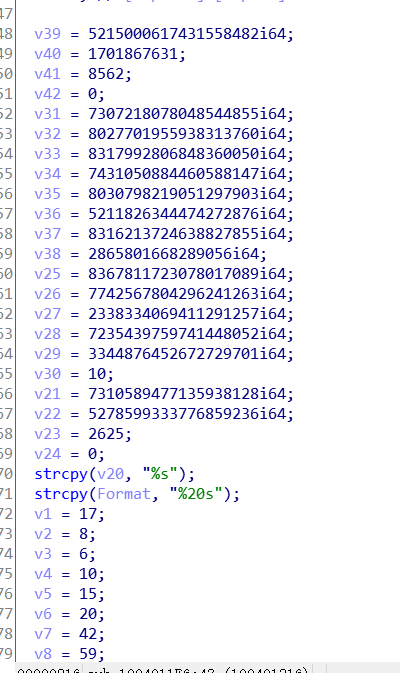 47
48 v39 = 5215000617431558482i64;
49 v40 = 1701867631;
50 v41 = 8562;
51 v42 = 0;
52 v31 = 7307218078048544855i64;
53 v32 = 8027701955938313760i64;
54 v33 = 8317992806848360050i64;
55 v34 = 7431050884460588147i64;
56 v35 = 8030798219051297903i64;
57 v36 = 5211826344474272876i64;
58 v37 = 8316213724638827855i64;
59 v38 = 2865801668289056i64;
60 v25 = 8367811723078017089i64;
61 v26 = 7742567804296241263i64;
62 v27 = 2338334069411291257i64;
63 v28 = 7235439759741448052i64;
64 v29 = 3344876452672729701i64;
65 v30 = 10;
66 v21 = 7310589477135938128i64;
67 v22 = 5278599333776859236i64;
68 v23 = 2625;
69 v24 = 0;
70 strcpy(v20, "%s");
71 strcpy(Format, "%20s");
72 v1 = 17;
73 v2 = 8;
74 v3 = 6;
75 v4 = 10;
76 v5 = 15;
77 v6 = 20;
78 v7 = 42;
79 v8 = 59;